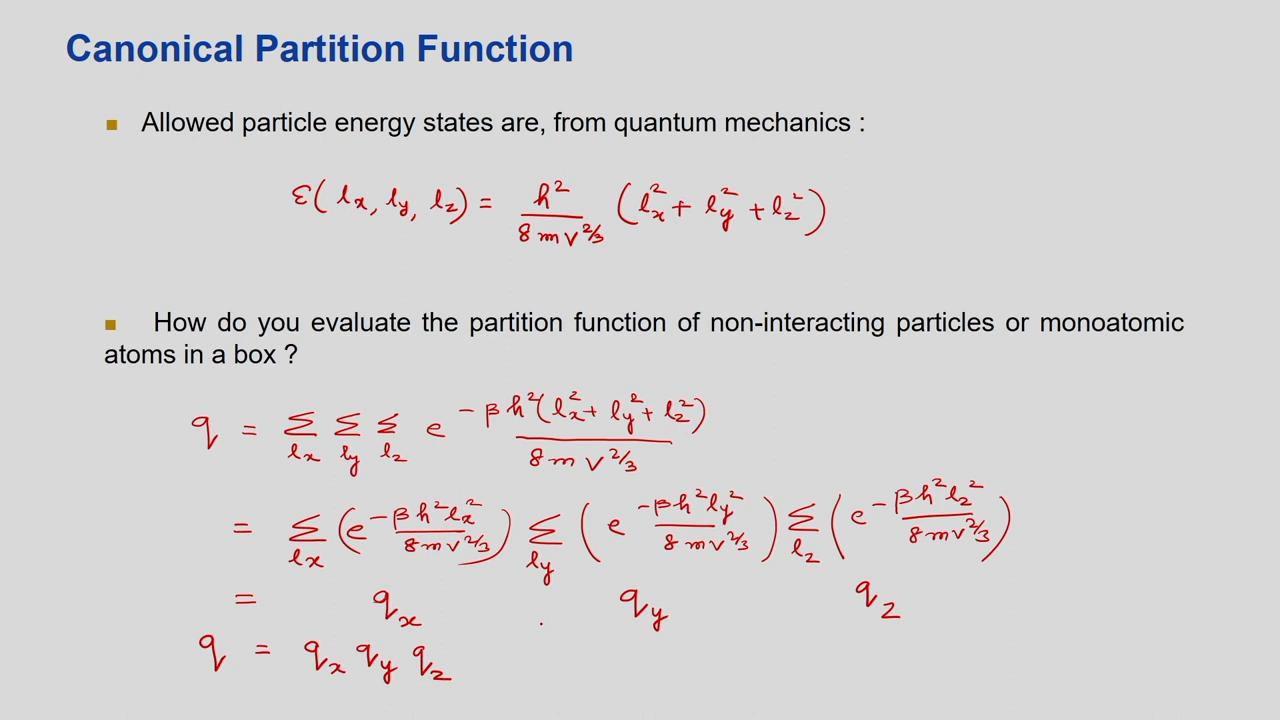 Canonical Partition Function
▪ Allowed particle energy states are, from quantum mechanics :
ε(lx, ly, lz) = h²/8mV^2/3 (lx² + ly² + lz²)
▪ How do you evaluate the partition function of non-interacting particles or monoatomic
atoms in a box ?
q = Σlx Σly Σlz e^(-βh²(lx² + ly² + lz²)/8mV^2/3)
= Σlx (e^(-βh²lx²/8mV^2/3)) Σly (e^(-βh²ly²/8mV^2/3)) Σlz (e^(-βh²lz²/8mV^2/3))
= qx . qy qz
q = qx qy qz